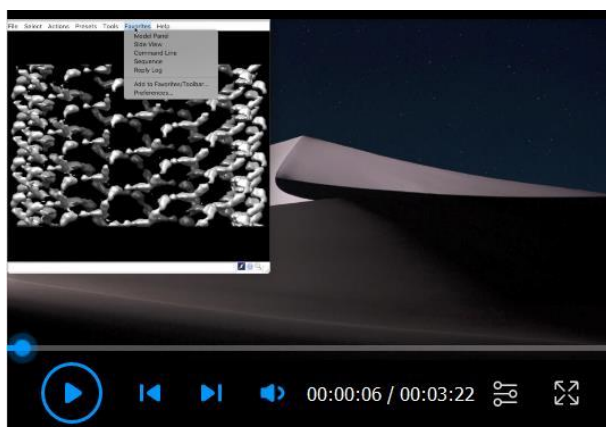 File Select Actions Presets Tools Favorites Help
Model Panel
Side View
Command Line
Sequence
Reply Log
Add to Favorites/Toolbar...
Preferences...
00:00:06 / 00:03:22